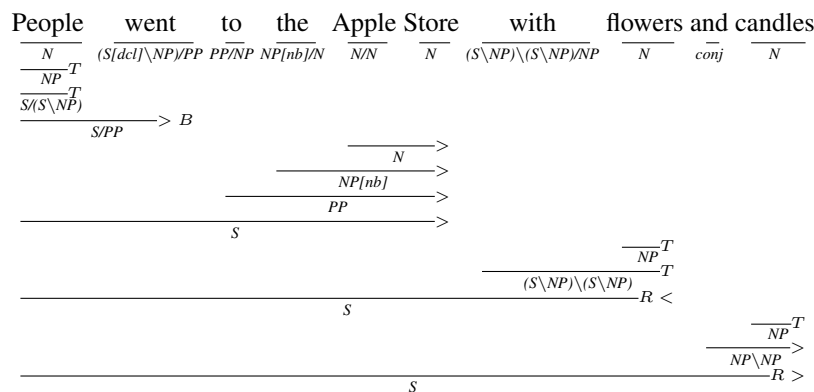 People went to the Apple Store with flowers and candles
N (S[dcl]\NP)/PP PP/NP NP[nb]/N N/N N (S\NP)\(S\NP)/NP N conj N
T
NP
T
S/(S\NP)
> B
S/PP
>
N
>
NP[nb]
>
PP
>
S
T
NP
T
(S\NP)\(S\NP)
R <
S
T
NP
>
NP\NP
R >
S